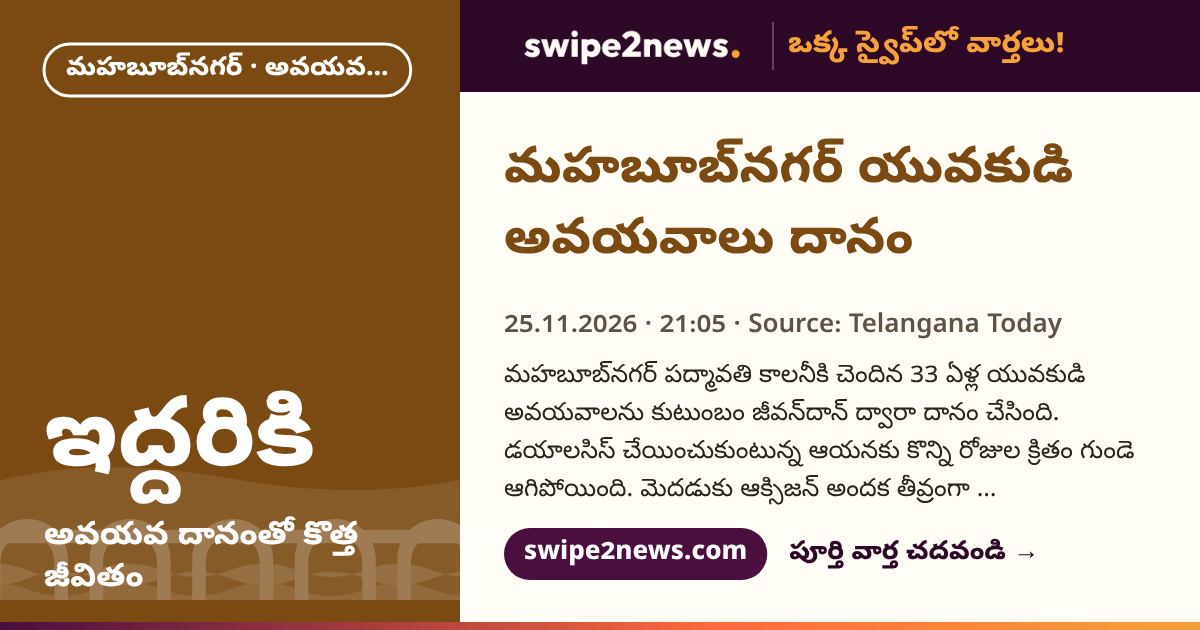 మహబూబ్‌నగర్ · అవయవ...
ఇద్దరికి
అవయవ దానంతో కొత్త
జీవితం
swipe2news.
ఒక్క స్వైప్‌లో వార్తలు!
మహబూబ్‌నగర్ యువకుడి
అవయవాలు దానం
25.11.2026 · 21:05 · Source: Telangana Today
మహబూబ్‌నగర్ పద్మావతి కాలనీకి చెందిన 33 ఏళ్ల యువకుడి
అవయవాలను కుటుంబం జీవన్‌దాన్ ద్వారా దానం చేసింది.
డయాలసిస్ చేయించుకుంటున్న ఆయనకు కొన్ని రోజుల క్రితం గుండె
ఆగిపోయింది. మెదడుకు ఆక్సిజన్ అందక తీవ్రంగా ...
swipe2news.com
పూర్తి వార్త చదవండి →